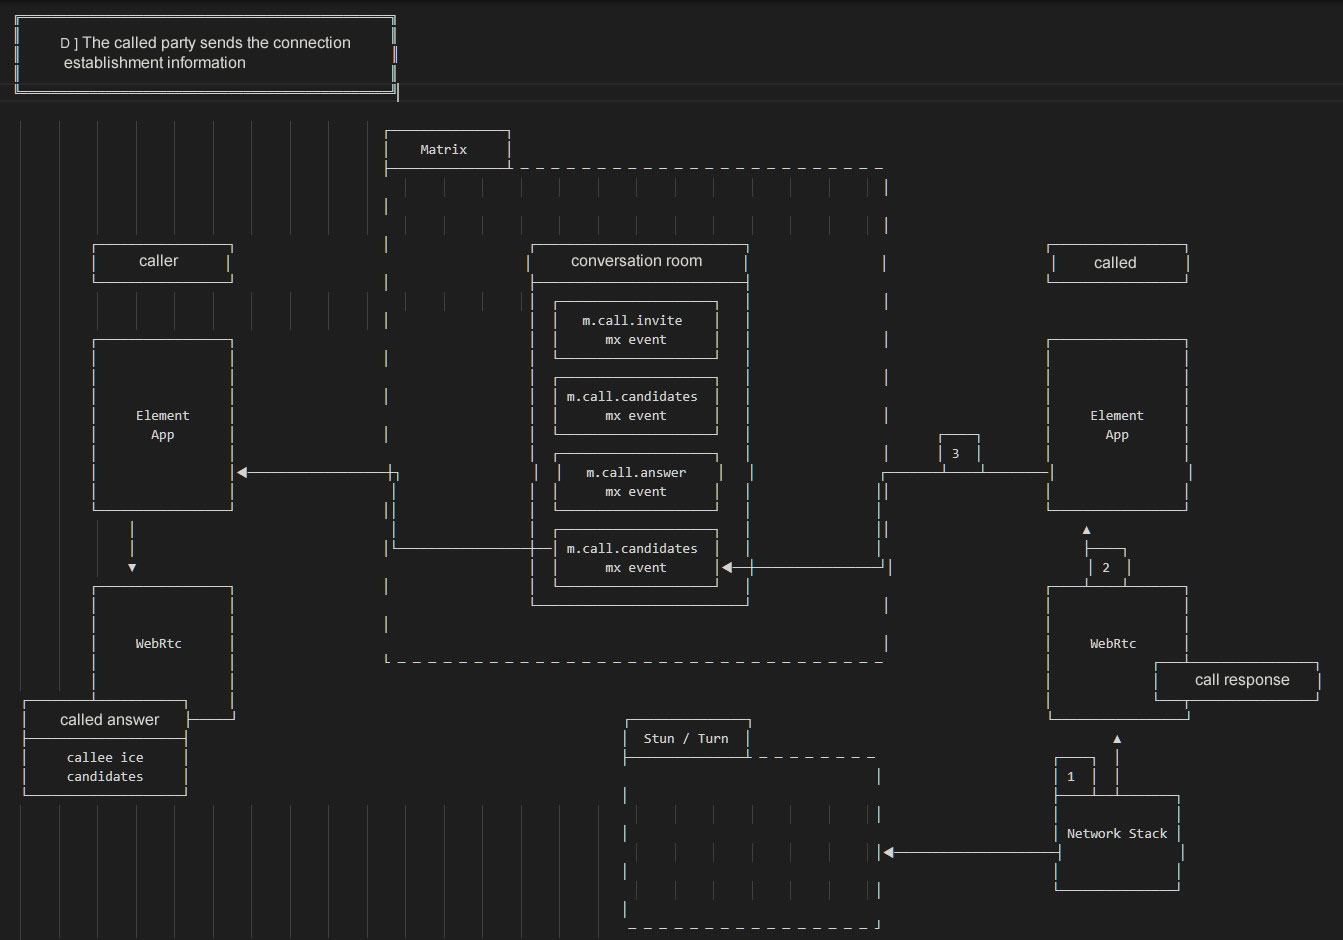 D ] The called party sends the connection
establishment information
Matrix
caller
conversation room
called
m.call.invite
mx event
m.call.candidates
mx event
Element
App
Element
App
3
m.call.answer
mx event
m.call.candidates
mx event
2
WebRtc
WebRtc
call response
called answer
callee ice
candidates
Stun / Turn
1
Network Stack